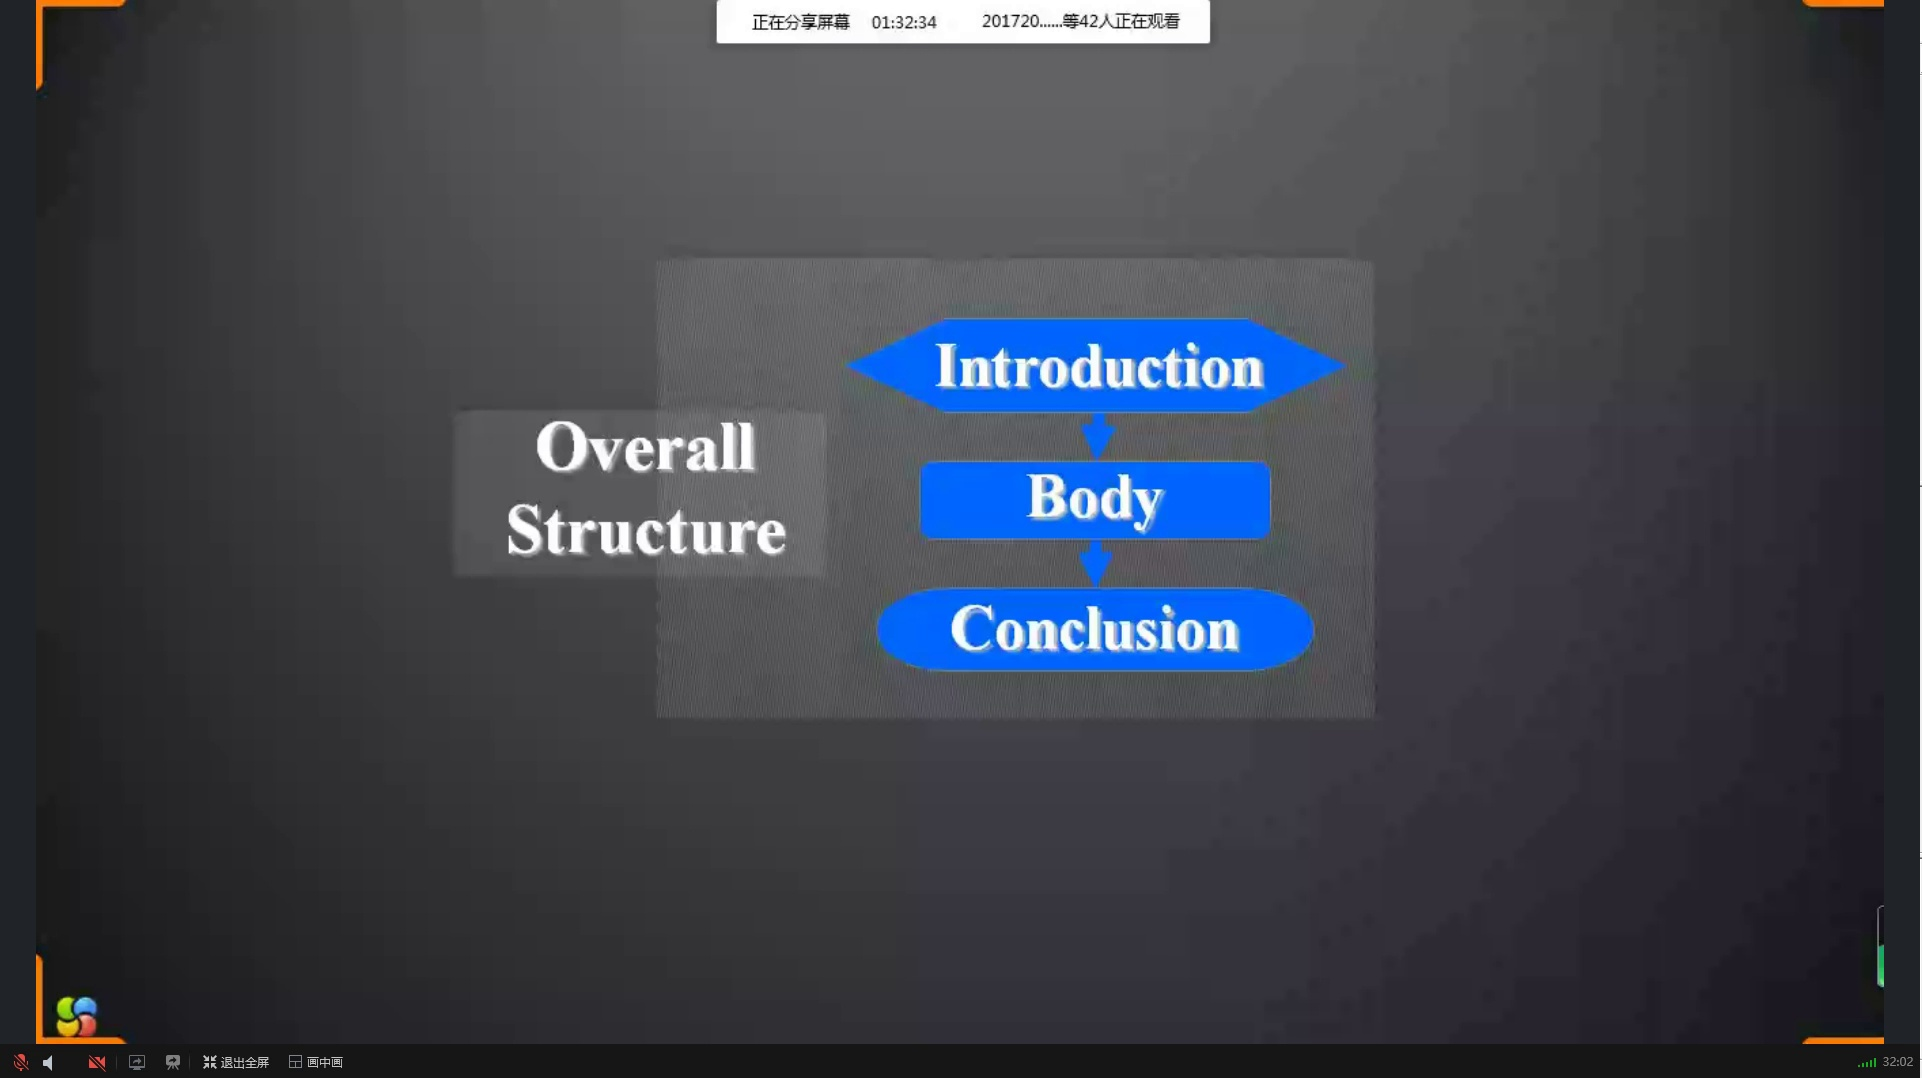 正在分享屏幕 01:32:34 201720......等42人正在观看
Overall
Structure
Introduction
Body
Conclusion
退出全屏 画中画 32:02